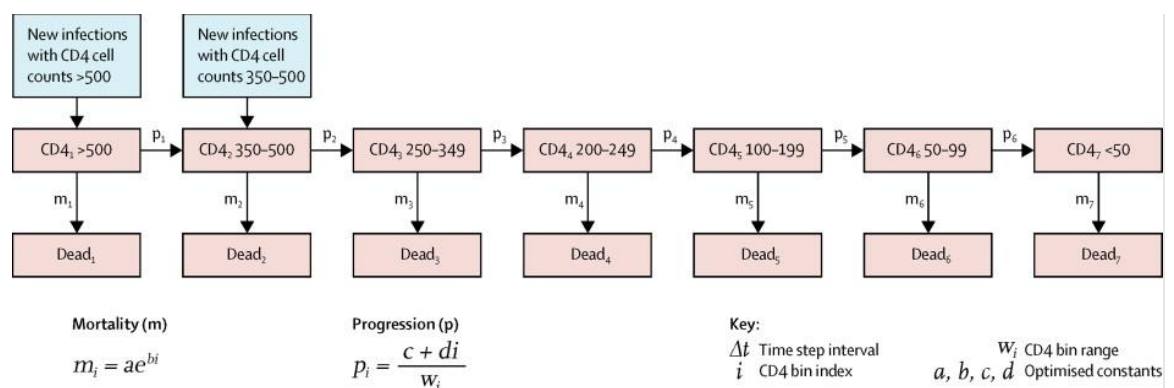 New infections
with CD4 cell
counts >500
New infections
with CD4 cell
counts 350–500
CD4₁ >500
p₁
CD4₂ 350–500
p₂
CD4₃ 250–349
p₃
CD4₄ 200–249
p₄
CD4₅ 100–199
p₅
CD4₆ 50–99
p₆
CD4₇ <50
m₁
m₂
m₃
m₄
m₅
m₆
m₇
Dead₁
Dead₂
Dead₃
Dead₄
Dead₅
Dead₆
Dead₇
Mortality (m)
mᵢ = aeᵇⁱ
Progression (p)
pᵢ = (c + di) / wᵢ
Key:
Δt Time step interval
i CD4 bin index
wᵢ CD4 bin range
a, b, c, d Optimised constants